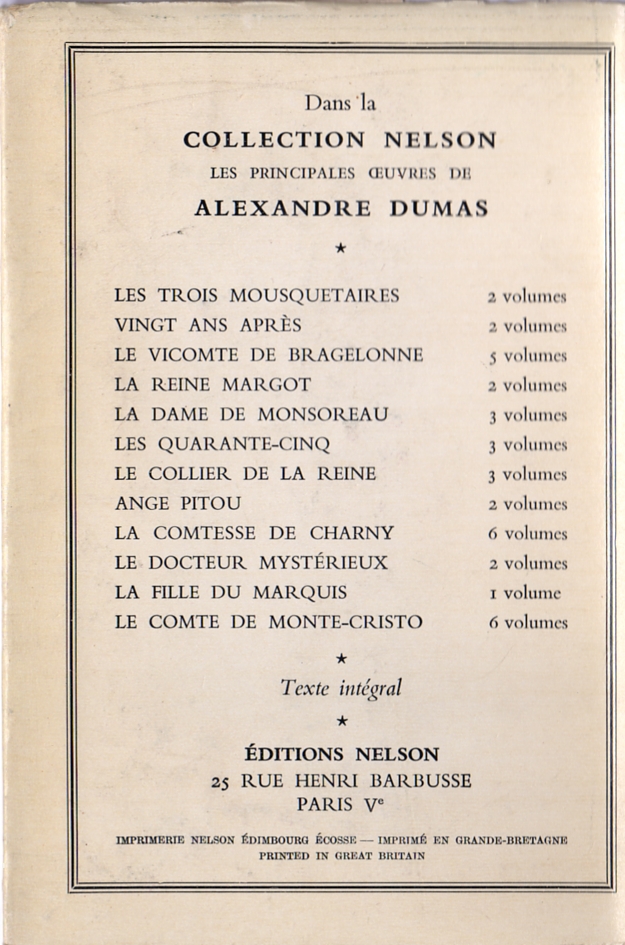 Dans la
COLLECTION NELSON
LES PRINCIPALES ŒUVRES DE
ALEXANDRE DUMAS
★
LES TROIS MOUSQUETAIRES 2 volumes
VINGT ANS APRÈS 2 volumes
LE VICOMTE DE BRAGELONNE 5 volumes
LA REINE MARGOT 2 volumes
LA DAME DE MONSOREAU 3 volumes
LES QUARANTE-CINQ 3 volumes
LE COLLIER DE LA REINE 3 volumes
ANGE PITOU 2 volumes
LA COMTESSE DE CHARNY 6 volumes
LE DOCTEUR MYSTÉRIEUX 2 volumes
LA FILLE DU MARQUIS 1 volume
LE COMTE DE MONTE-CRISTO 6 volumes
★
Texte intégral
★
ÉDITIONS NELSON
25 RUE HENRI BARBUSSE
PARIS Vᵉ
IMPRIMERIE NELSON ÉDIMBOURG ÉCOSSE — IMPRIMÉ EN GRANDE-BRETAGNE
PRINTED IN GREAT BRITAIN